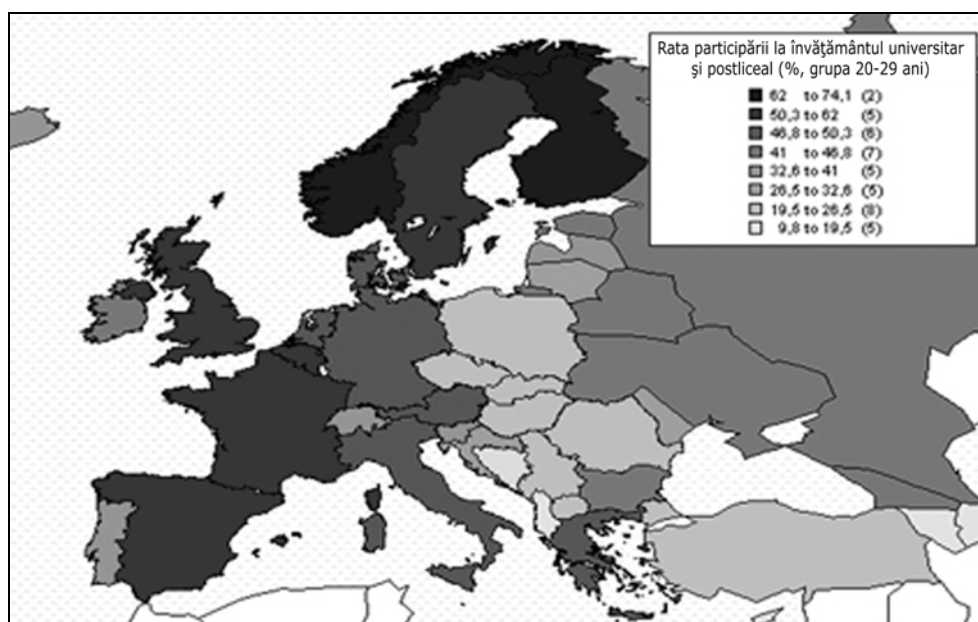 Rata participării la învăţământul universitar
şi postliceal (%, grupa 20-29 ani)
62 to 74,1 (2)
50,3 to 62 (5)
46,8 to 50,3 (6)
41 to 46,8 (7)
32,6 to 41 (5)
26,5 to 32,6 (5)
19,5 to 26,5 (8)
9,8 to 19,5 (5)